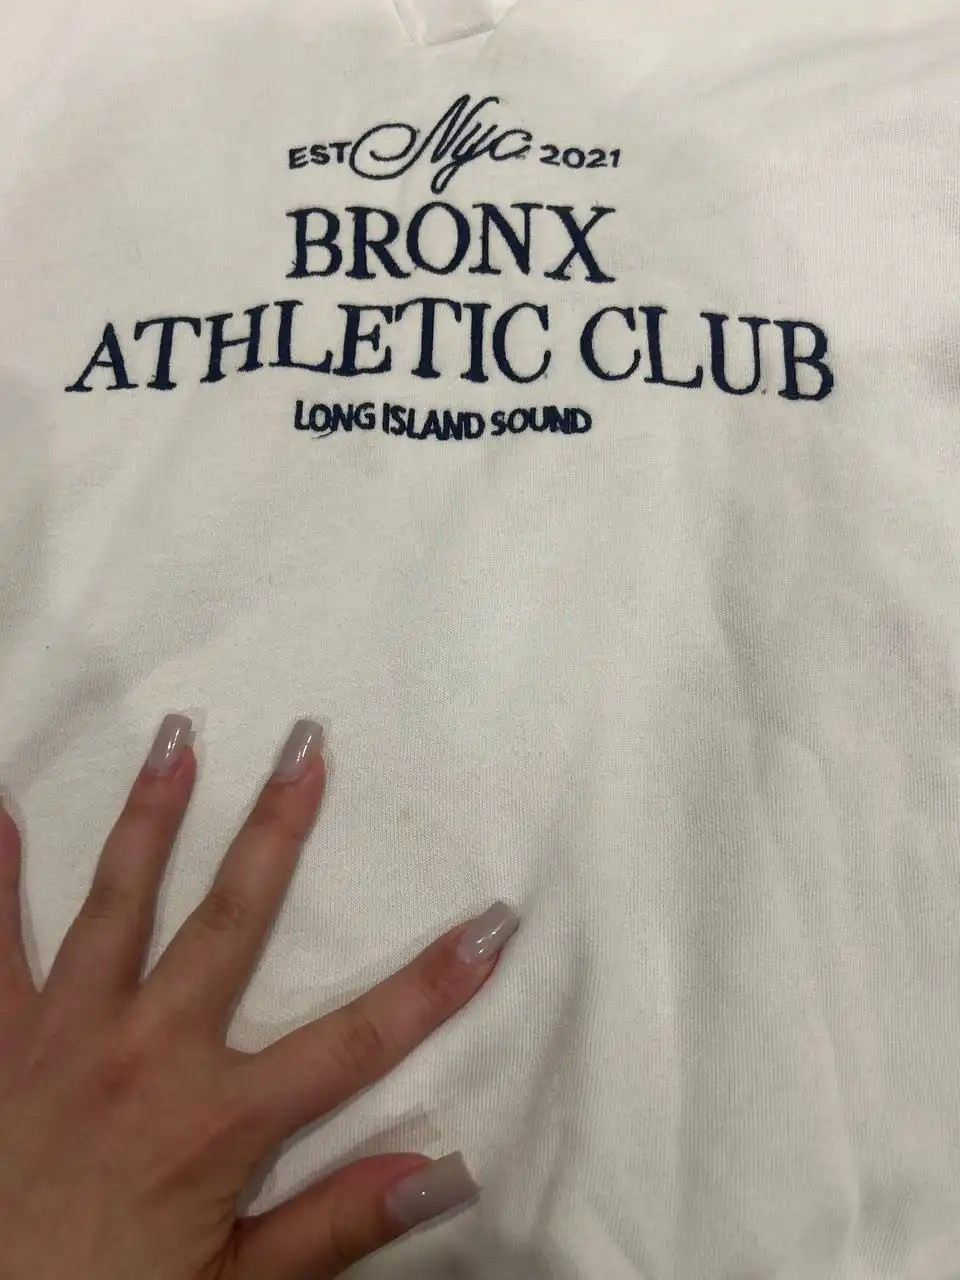 EST Nyc 2021
BRONX
ATHLETIC CLUB
LONG ISLAND SOUND